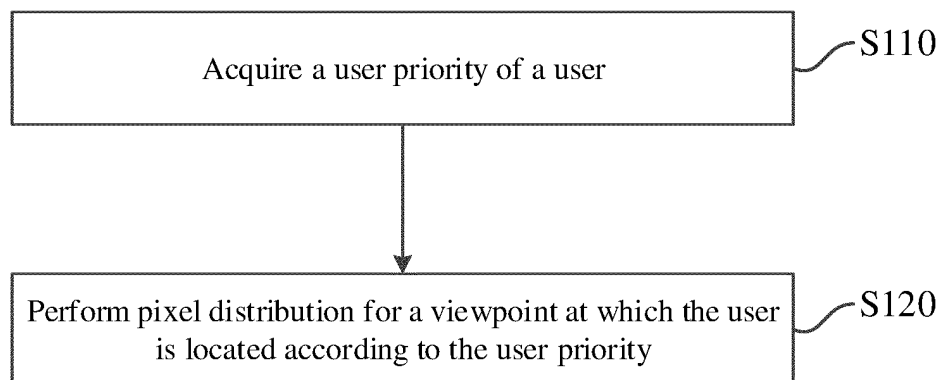 Acquire a user priority of a user
S110
Perform pixel distribution for a viewpoint at which the user
is located according to the user priority
S120